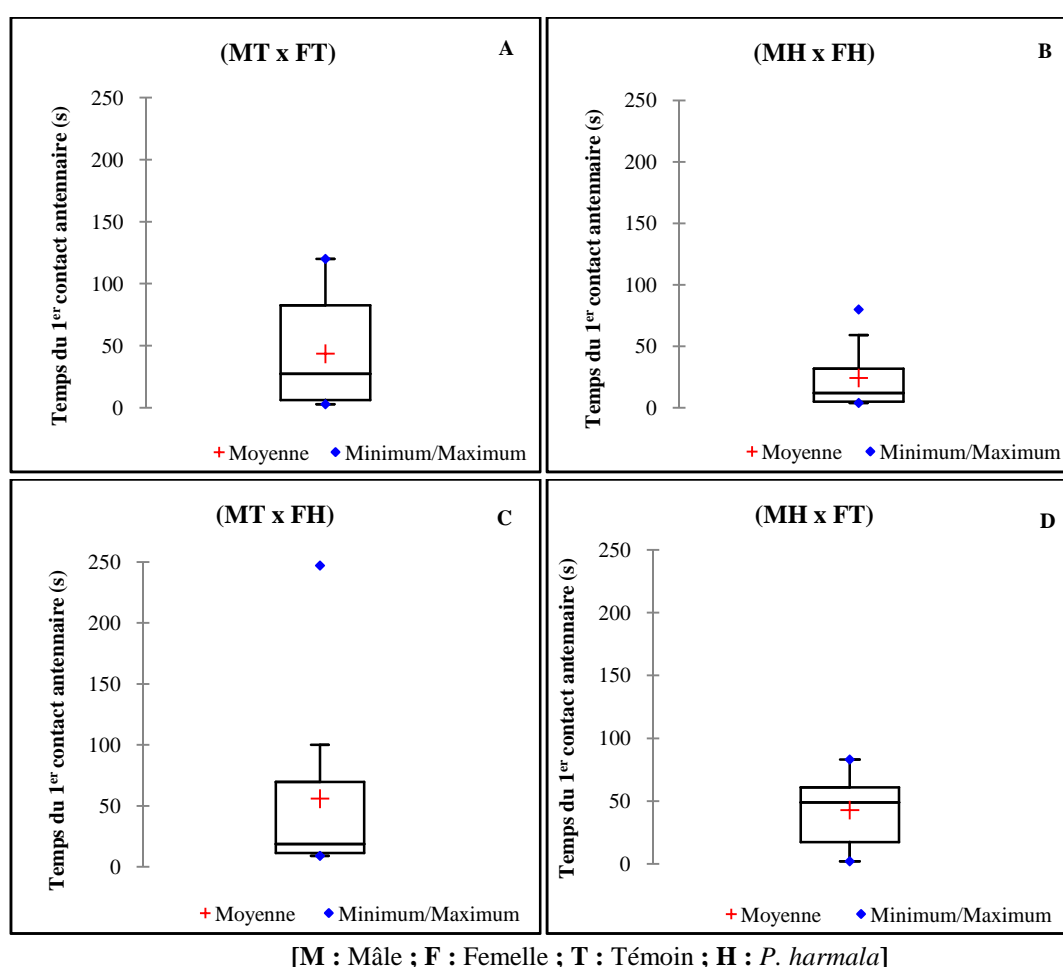 (MT x FT)
A
Temps du 1er contact antennaire (s)
250
200
150
100
50
0
Moyenne
Minimum/Maximum
(MH x FH)
B
Temps du 1er contact antennaire (s)
250
200
150
100
50
0
Moyenne
Minimum/Maximum
(MT x FH)
C
Temps du 1er contact antennaire (s)
250
200
150
100
50
0
Moyenne
Minimum/Maximum
(MH x FT)
D
Temps du 1er contact antennaire (s)
250
200
150
100
50
0
Moyenne
Minimum/Maximum
[M : Mâle ; F : Femelle ; T : Témoin ; H : P. harmala]